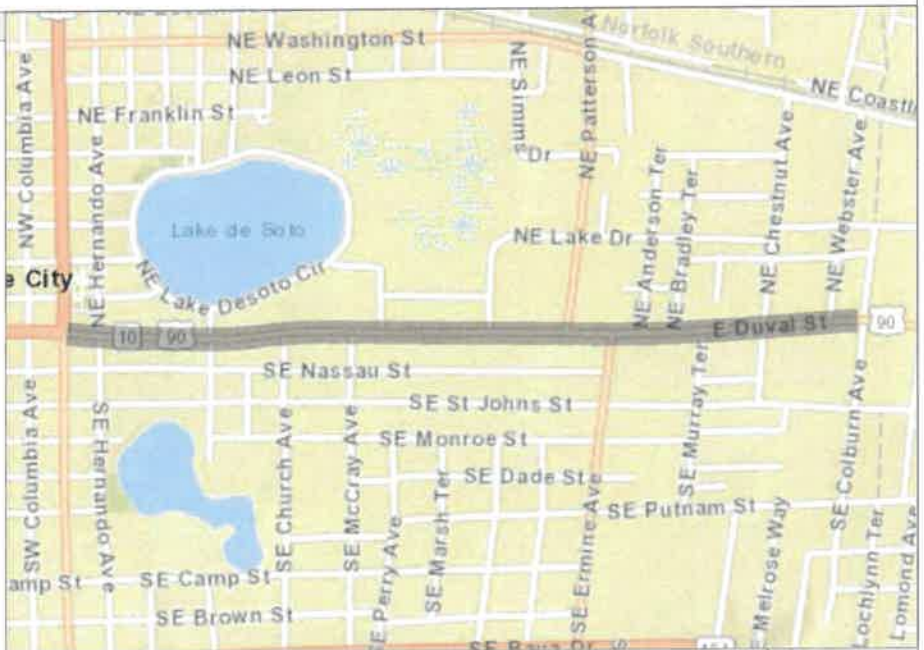 NE Washington St
Norfolk Southern
NE Leon St
NE Simms
Dr
NE Patterson
NE Franklin St
NW Columbia Ave
NE Hernando Ave
Lake de Soto
NE Lake Desoto Cir
NE Lake Dr
NE Anderson Ter
NE Bradley Ter
NE Chestnut Ave
NE Webster Ave
e City
10
90
E Duval St
90
SE Nassau St
SE St Johns St
SE Monroe St
SE Dade St
SE Putnam St
SW Columbia Ave
SE Hernando Ave
SE Church Ave
SE McCray Ave
SE Marsh Ter
SE Ermine Ave
SE Murray Ter
SE Colburn Ave
E Perry Ave
E Melrose Way
Lochlynn Ter
Lomond Ave
amp St
SE Camp St
SE Brown St